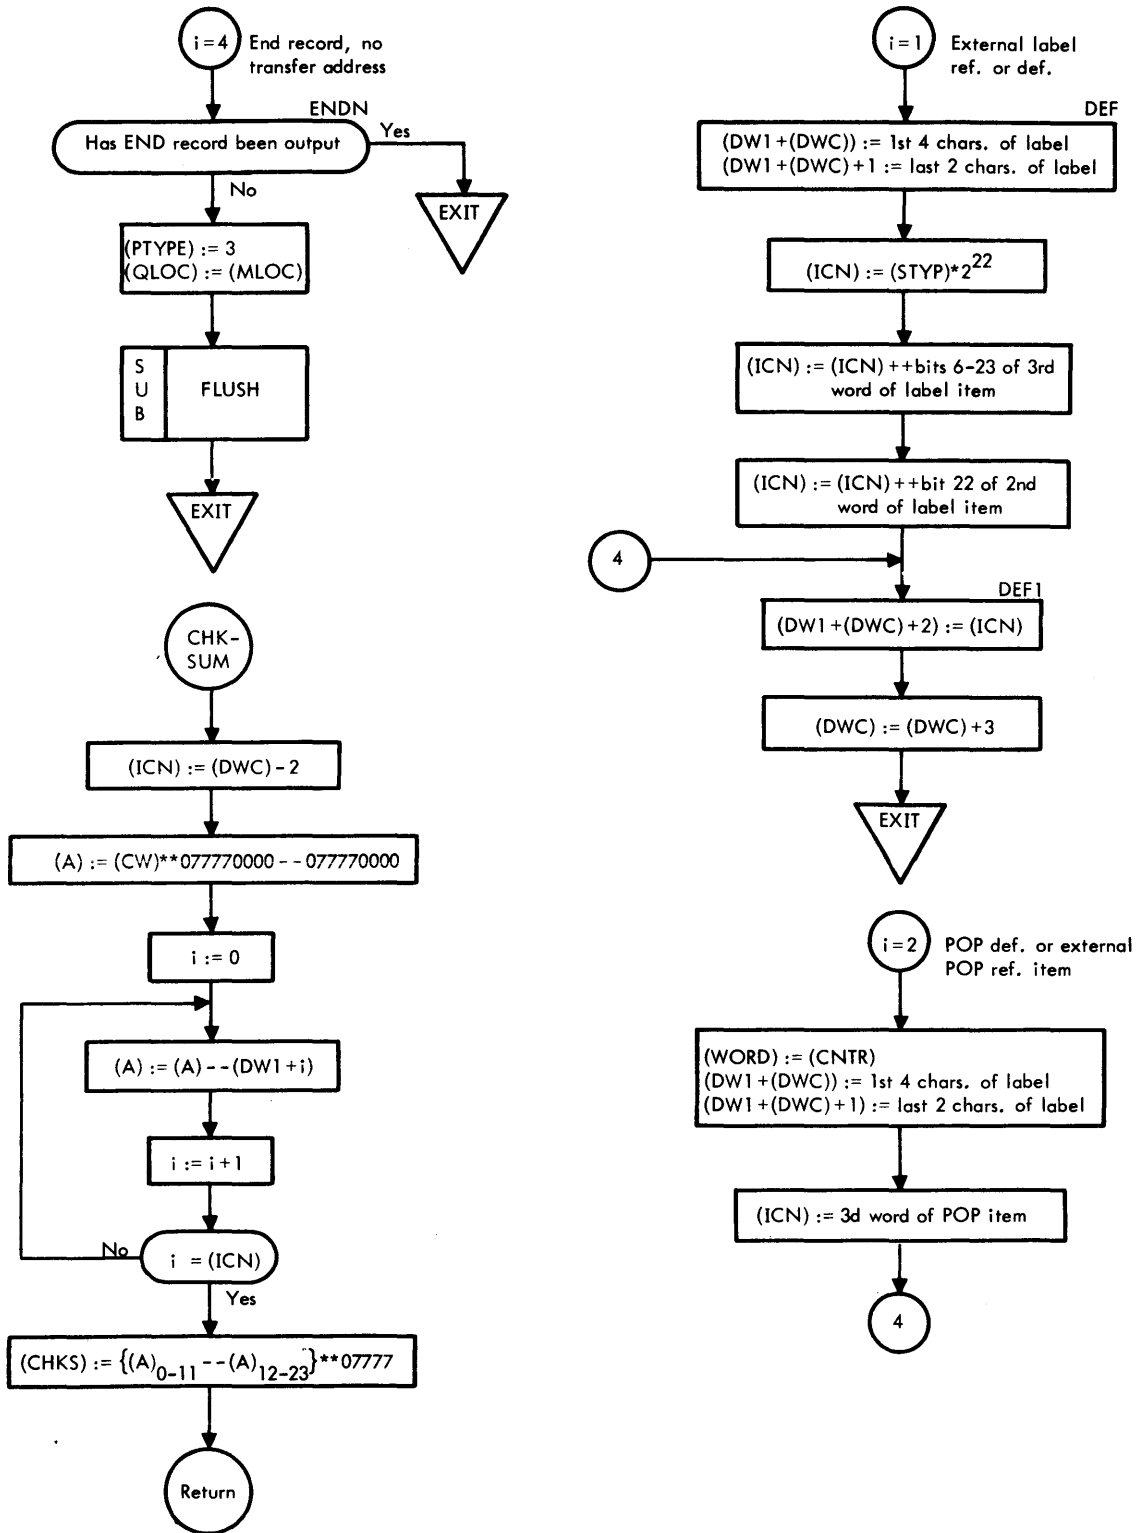 i=4
End record, no
transfer address
ENDN
Has END record been output
Yes
No
EXIT
(PTYPE) := 3
(QLOC) := (MLOC)
S
U
B
FLUSH
EXIT
CHK-
SUM
(ICN) := (DWC) - 2
(A) := (CW)**077770000 -- 077770000
i := 0
(A) := (A) -- (DW1+i)
i := i+1
No
i = (ICN)
Yes
(CHKS) := {(A)0-11 -- (A)12-23}**07777
Return
i=1
External label
ref. or def.
DEF
(DW1+(DWC)) := 1st 4 chars. of label
(DW1+(DWC)+1 := last 2 chars. of label
(ICN) := (STYP)*2^22
(ICN) := (ICN) ++bits 6-23 of 3rd
word of label item
(ICN) := (ICN) ++bit 22 of 2nd
word of label item
4
DEF1
(DW1+(DWC)+2) := (ICN)
(DWC) := (DWC)+3
EXIT
i=2
POP def. or external
POP ref. item
(WORD) := (CNTR)
(DW1+(DWC)) := 1st 4 chars. of label
(DW1+(DWC)+1) := last 2 chars. of label
(ICN) := 3d word of POP item
4